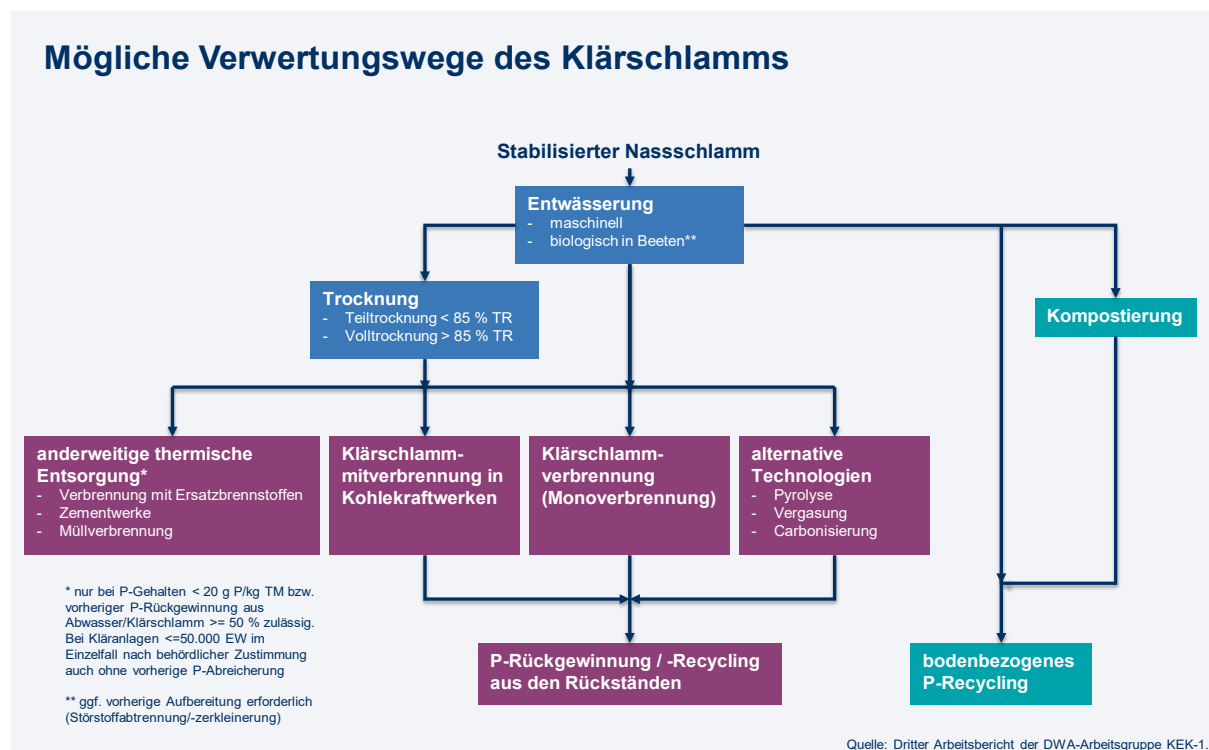 Mögliche Verwertungswege des Klärschlamms
Stabilisierter Nassschlamm
Entwässerung
- maschinell
- biologisch in Beeten**
Trocknung
- Teiltrocknung < 85 % TR
- Volltrocknung > 85 % TR
Kompostierung
anderweitige thermische
Entsorgung*
- Verbrennung mit Ersatzbrennstoffen
- Zementwerke
- Müllverbrennung
Klärschlamm-
mitverbrennung in
Kohlekraftwerken
Klärschlamm-
verbrennung
(Monoverbrennung)
alternative
Technologien
- Pyrolyse
- Vergasung
- Carbonisierung
* nur bei P-Gehalten < 20 g P/kg TM bzw.
vorheriger P-Rückgewinnung aus
Abwasser/Klärschlamm >= 50 % zulässig.
Bei Kläranlagen <=50.000 EW im
Einzelfall nach behördlicher Zustimmung
auch ohne vorherige P-Abreicherung
** ggf. vorherige Aufbereitung erforderlich
(Störstoffabtrennung/-zerkleinerung)
P-Rückgewinnung / -Recycling
aus den Rückständen
bodenbezogenes
P-Recycling
Quelle: Dritter Arbeitsbericht der DWA-Arbeitsgruppe KEK-1.